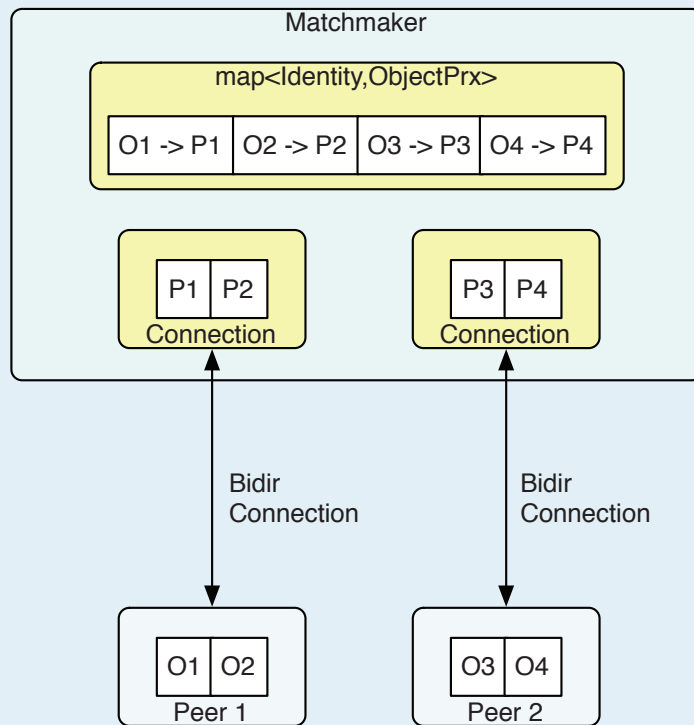 Matchmaker
map<Identity,ObjectPrx>
O1 -> P1 O2 -> P2 O3 -> P3 O4 -> P4
P1 P2
Connection
P3 P4
Connection
Bidir
Connection
Bidir
Connection
O1 O2
Peer 1
O3 O4
Peer 2